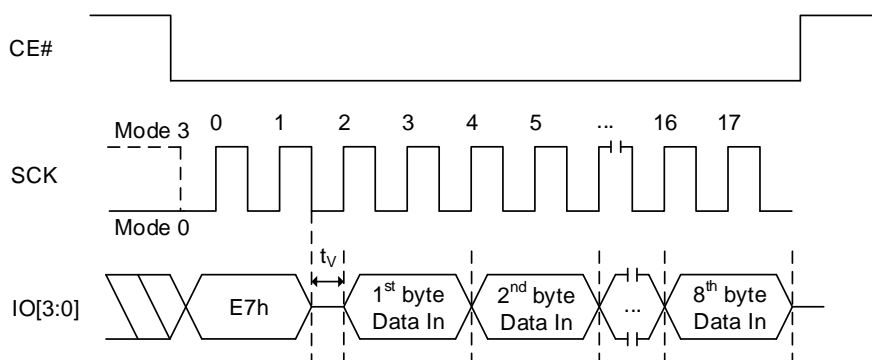 CE#
Mode 3
0 1 2 3 4 5 ... 16 17
SCK
Mode 0
tV
IO[3:0]
E7h
1st byte
Data In
2nd byte
Data In
...
8th byte
Data In